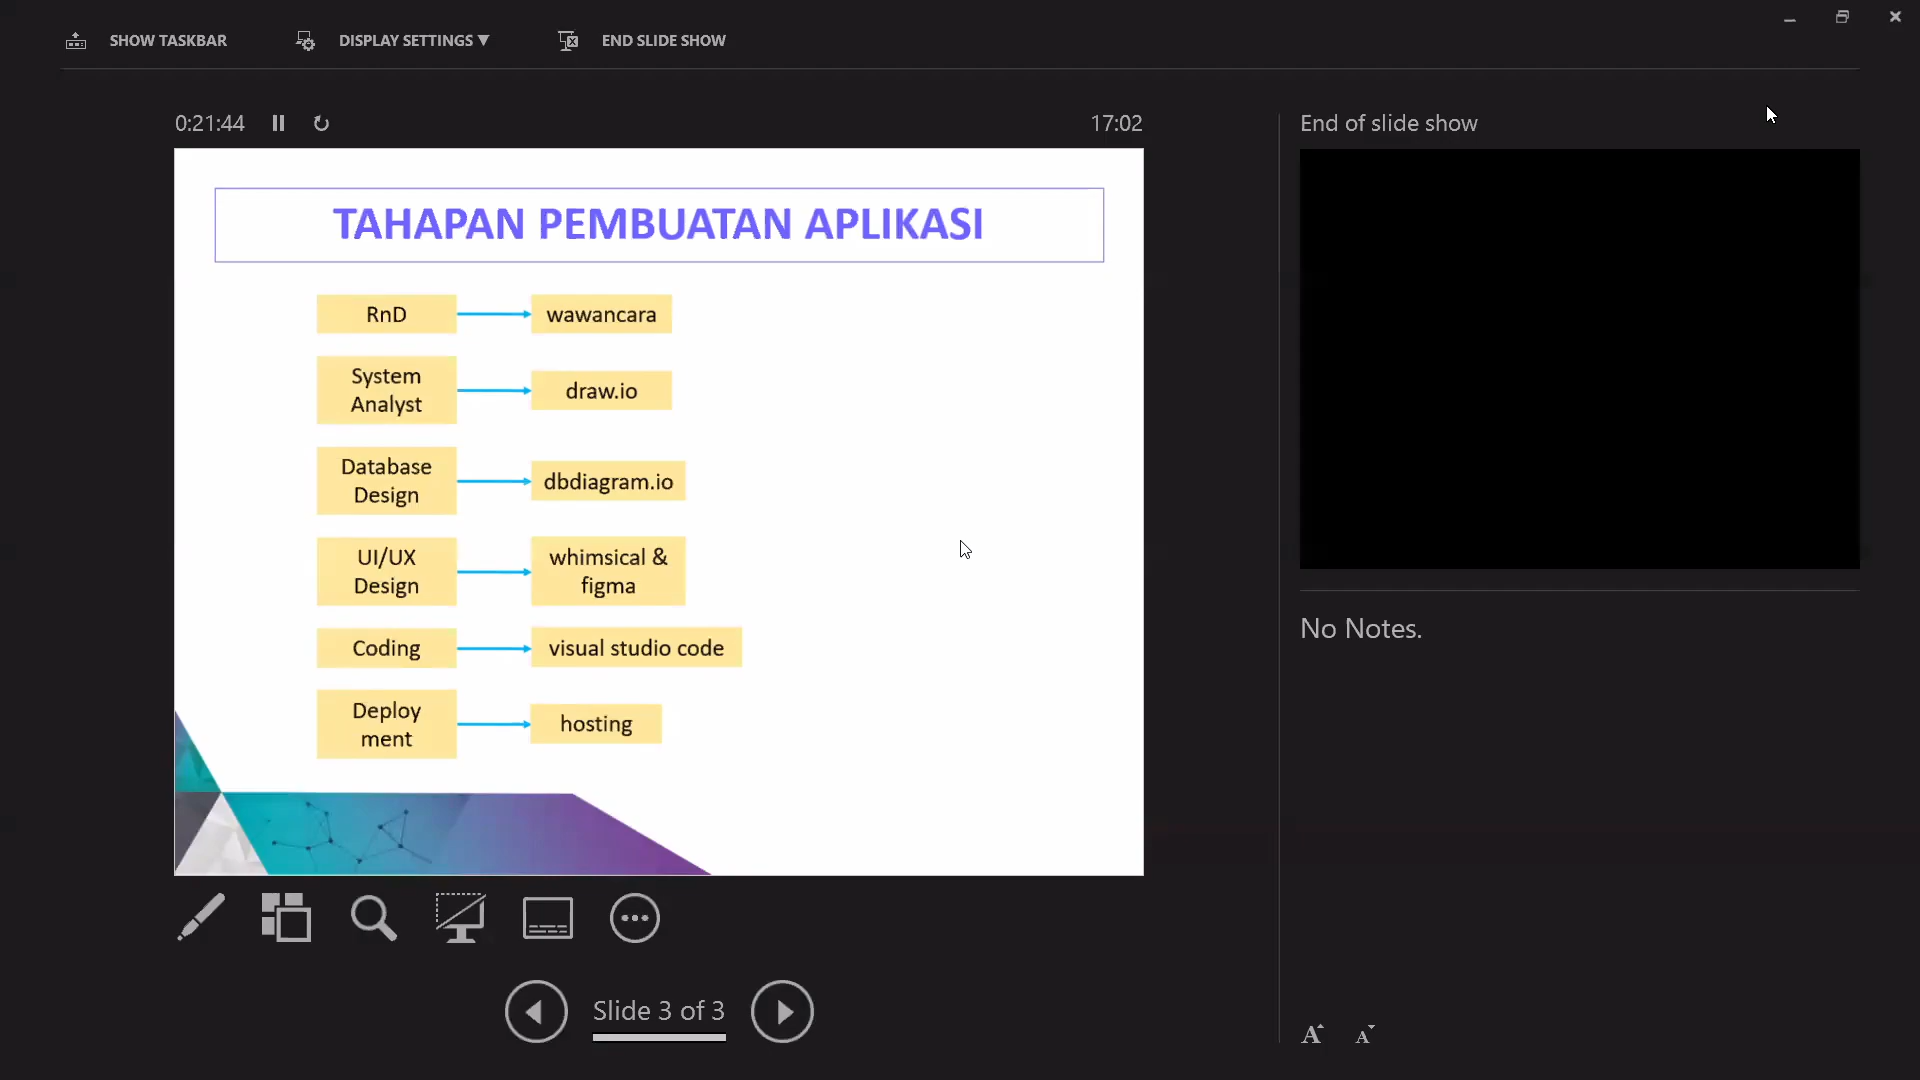 SHOW TASKBAR
DISPLAY SETTINGS ▼
END SLIDE SHOW
0:21:44
17:02
TAHAPAN PEMBUATAN APLIKASI
RnD
wawancara
System
Analyst
draw.io
Database
Design
dbdiagram.io
UI/UX
Design
whimsical &
figma
Coding
visual studio code
Deploy
ment
hosting
Slide 3 of 3
End of slide show
No Notes.
A
A